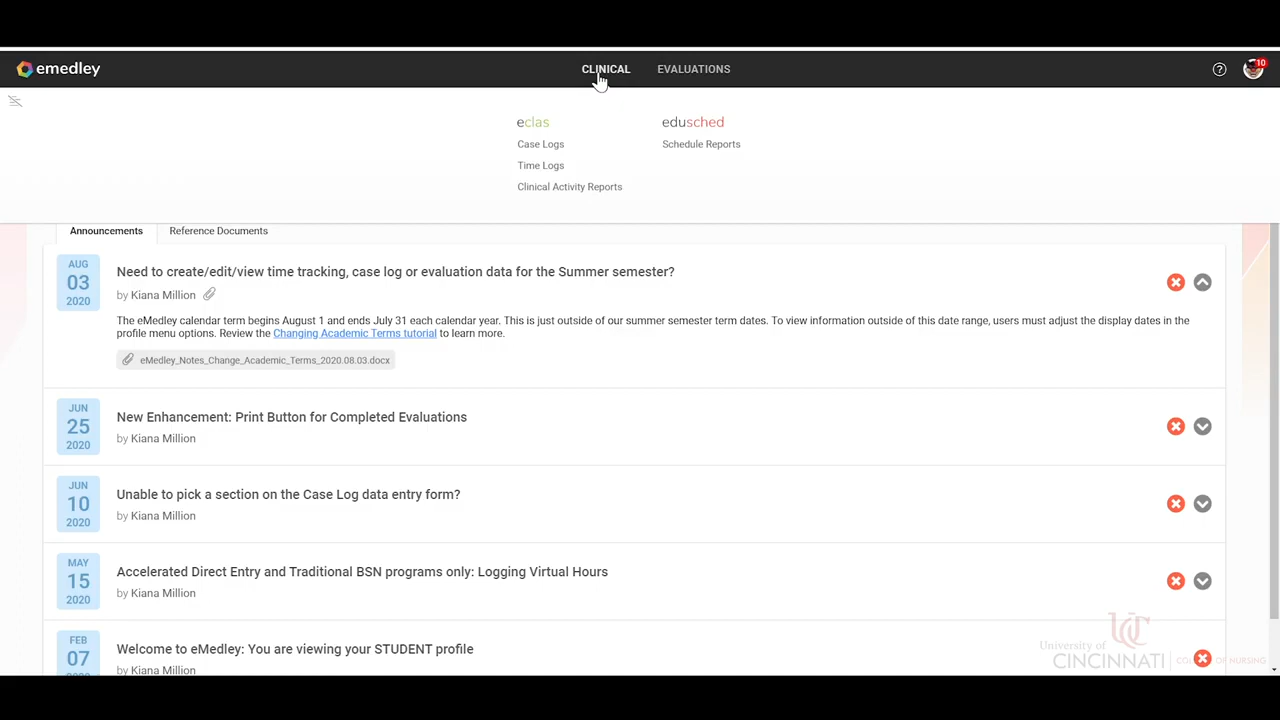 emedley
CLINICAL
EVALUATIONS
10
eclas
Case Logs
Time Logs
Clinical Activity Reports
edusched
Schedule Reports
Announcements
Reference Documents
AUG
03
2020
Need to create/edit/view time tracking, case log or evaluation data for the Summer semester?
by Kiana Million
The eMedley calendar term begins August 1 and ends July 31 each calendar year. This is just outside of our summer semester term dates. To view information outside of this date range, users must adjust the display dates in the
profile menu options. Review the Changing Academic Terms tutorial to learn more.
eMedley_Notes_Change_Academic_Terms_2020.08.03.docx
JUN
25
2020
New Enhancement: Print Button for Completed Evaluations
by Kiana Million
JUN
10
2020
Unable to pick a section on the Case Log data entry form?
by Kiana Million
MAY
15
2020
Accelerated Direct Entry and Traditional BSN programs only: Logging Virtual Hours
by Kiana Million
FEB
07
2020
Welcome to eMedley: You are viewing your STUDENT profile
by Kiana Million
UC
University of
CINCINNATI
COLLEGE OF NURSING